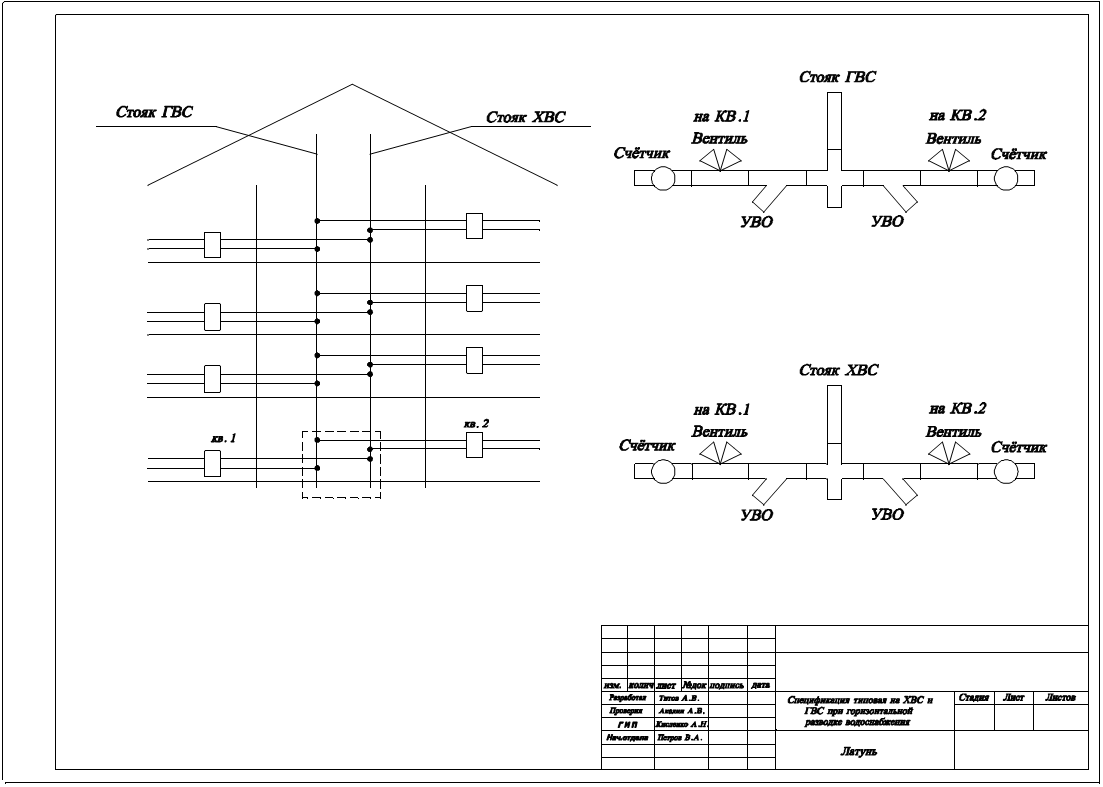 Стояк ГВС
Стояк ХВС
кв. 1
кв. 2
Стояк ГВС
на КВ.1
Вентиль
на КВ.2
Вентиль
Счётчик
Счётчик
УВО
УВО
Стояк ХВС
на КВ.1
Вентиль
на КВ.2
Вентиль
Счётчик
Счётчик
УВО
УВО
изм. колич лист №док подпись дата
Разработал Титов А.В.
Проверил А.В.
ГИП А.Н.
Нач.отдела Петров В.А.
Спецификация типовая на ХВС и
ГВС при горизонтальной
разводке водоснабжения
Стадия Лист Листов
Латунь